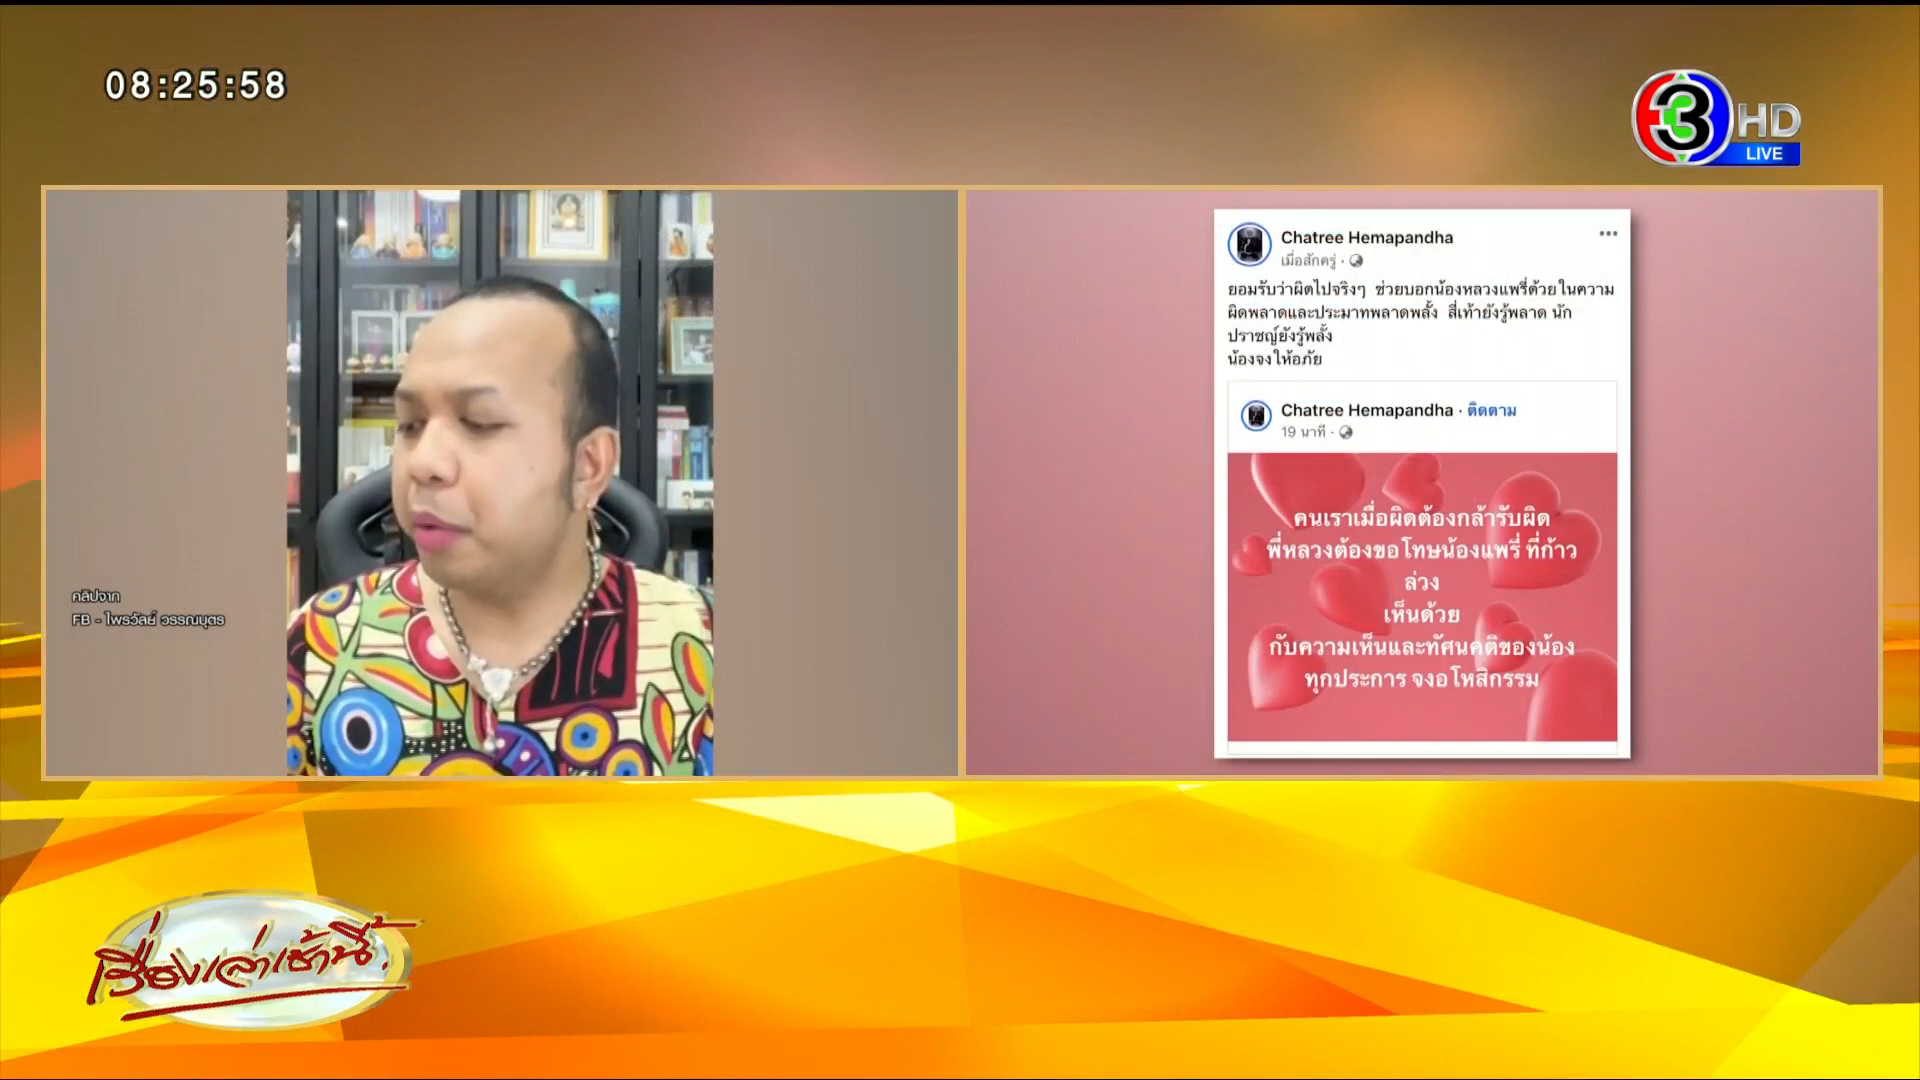 08:25:58
3 HD
LIVE
คลิปจาก
FB - ไพรวัลย์ วรรณบุตร
Chatree Hemapandha
เมื่อสักครู่ ·
ยอมรับว่าผิดไปจริงๆ ช่วยบอกน้องหลวงแพรี่ด้วยในความ
ผิดพลาดและประมาทพลาดพลั้ง สี่เท้ายังรู้พลาด นัก
ปราชญ์ยังรู้พลั้ง
น้องจงให้อภัย
Chatree Hemapandha · ติดตาม
19 นาที ·
คนเราเมื่อผิดต้องกล้ารับผิด
พี่หลวงต้องขอโทษน้องแพรี่ ที่ก้าว
ล่วง
เห็นด้วย
กับความเห็นและทัศนคติของน้อง
ทุกประการ จงอโหสิกรรม
เรื่องเล่าเช้านี้